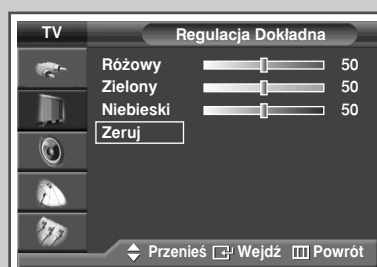 TV Regulacja Dokładna
Różowy 50
Zielony 50
Niebieski 50
Zeruj
Przenieś Wejdź Powrót